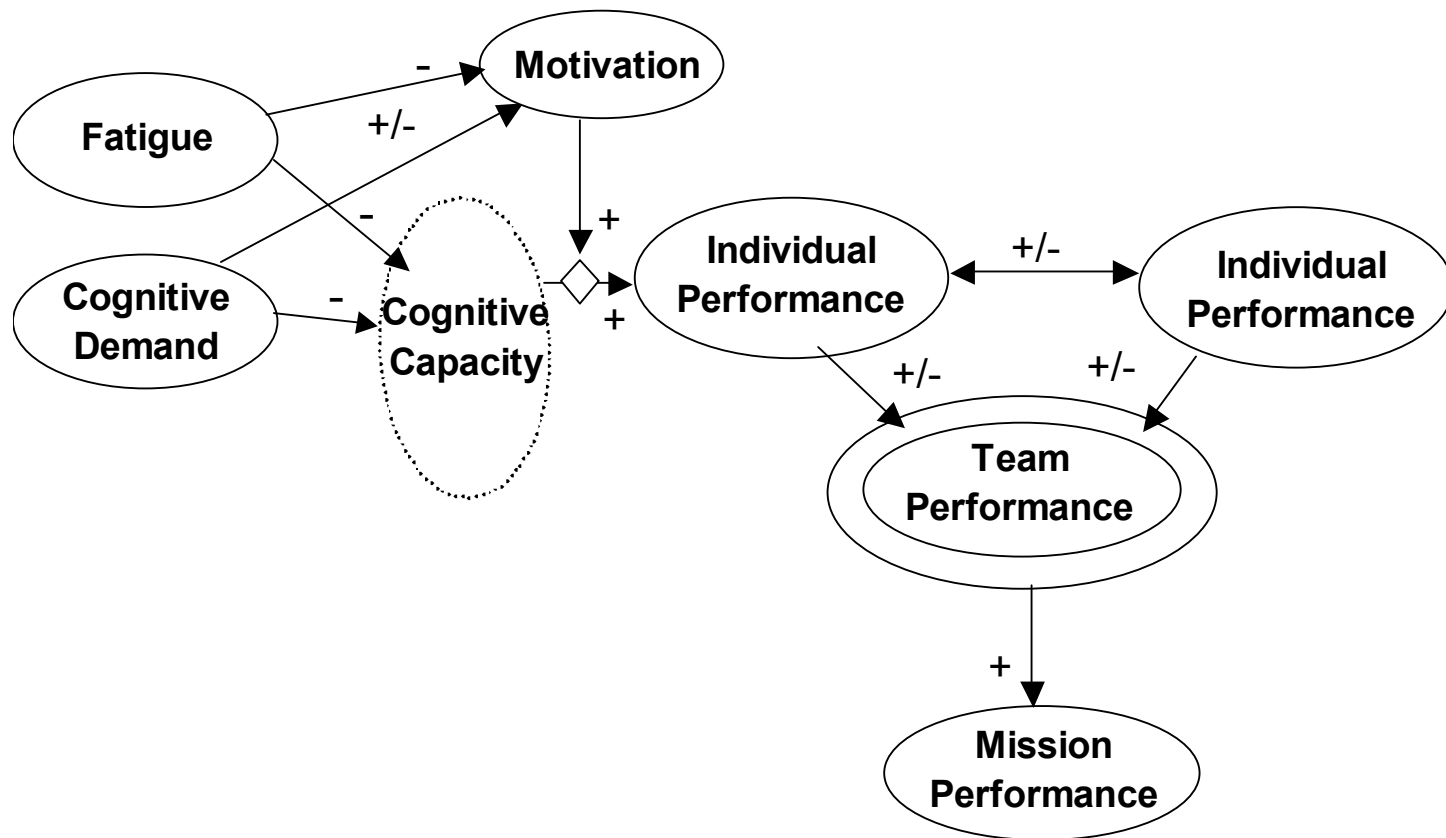 -
Motivation
+/-
Fatigue
-
+
Individual
Performance
+/-
Individual
Performance
Cognitive
Demand
-
Cognitive
Capacity
+
+/-
+/-
Team
Performance
+
Mission
Performance